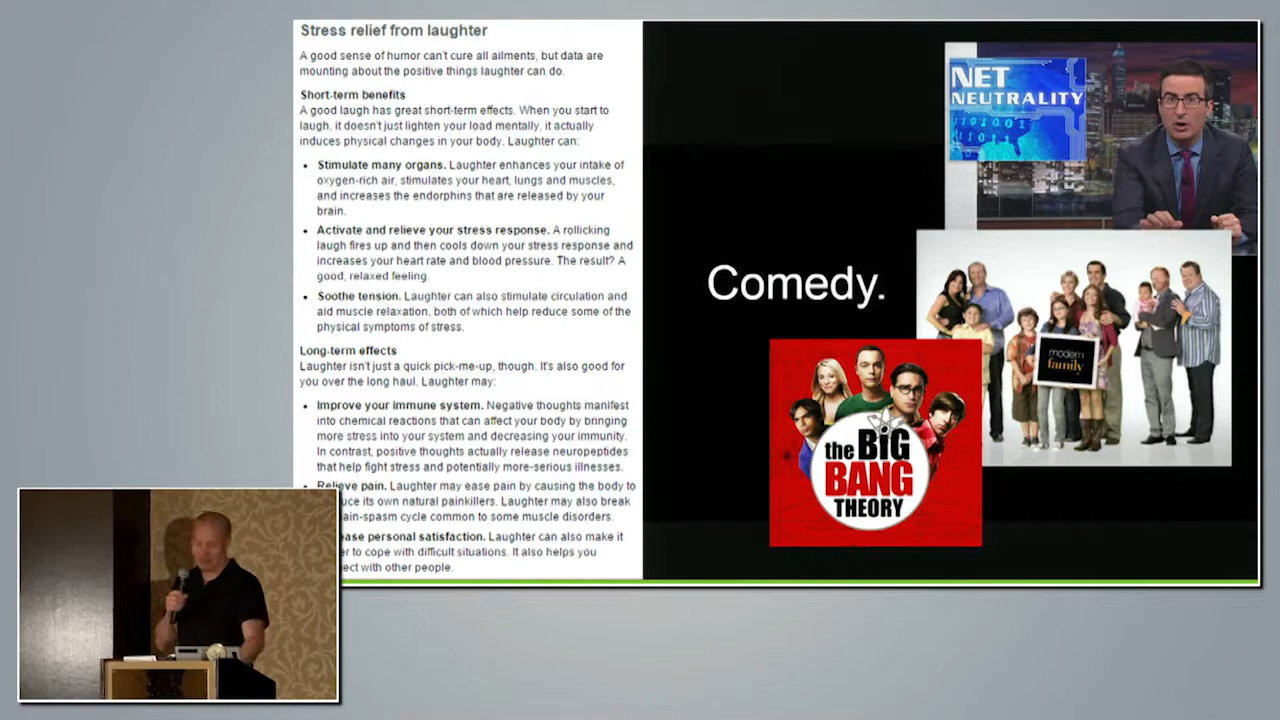 Stress relief from laughter
A good sense of humor can't cure all ailments, but data are
mounting about the positive things laughter can do.
Short-term benefits
A good laugh has great short-term effects. When you start to
laugh, it doesn't just lighten your load mentally, it actually
induces physical changes in your body. Laughter can:
• Stimulate many organs. Laughter enhances your intake of
oxygen-rich air, stimulates your heart, lungs and muscles,
and increases the endorphins that are released by your
brain.
• Activate and relieve your stress response. A rollicking
laugh fires up and then cools down your stress response and
increases your heart rate and blood pressure. The result? A
good, relaxed feeling.
• Soothe tension. Laughter can also stimulate circulation and
aid muscle relaxation, both of which help reduce some of the
physical symptoms of stress.
Long-term effects
Laughter isn't just a quick pick-me-up, though. It's also good for
you over the long haul. Laughter may:
• Improve your immune system. Negative thoughts manifest
into chemical reactions that can affect your body by bringing
more stress into your system and decreasing your immunity.
In contrast, positive thoughts actually release neuropeptides
that help fight stress and potentially more-serious illnesses.
• Relieve pain. Laughter may ease pain by causing the body to
uce its own natural painkillers. Laughter may also break
ain-spasm cycle common to some muscle disorders.
ease personal satisfaction. Laughter can also make it
er to cope with difficult situations. It also helps you
ect with other people.
Comedy.
NET
NEUTRALITY
modern
family
the BIG
BANG
THEORY